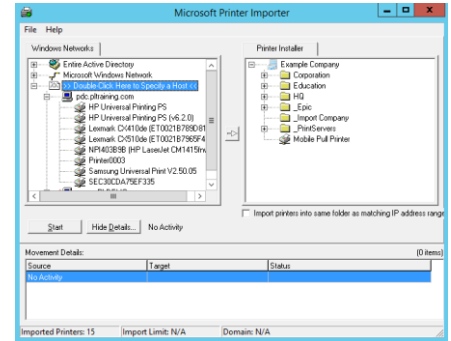 Microsoft Printer Importer
File Help
Windows Networks
Entire Active Directory
Microsoft Windows Network
>> Double-Click Here to Specify a Host <<
pdc.pltraining.com
HP Universal Printing PS
HP Universal Printing PS (v6.2.0)
Lexmark CX410de (ET0021B789D81
Lexmark CX510de (ET0021B7965F4
NPI403B9B (HP LaserJet CM1415fnw
Printer0003
Samsung Universal Print V2.50.05
SEC30CDA75EF335
Printer Installer
Example Company
Corporation
Education
HQ
_Epic
_Import Company
_PrintServers
Mobile Pull Printer
Import printers into same folder as matching IP address range
Start Hide Details... No Activity
Movement Details: (0 items)
Source Target Status
No Activity
Imported Printers: 15 Import Limit: N/A Domain: N/A